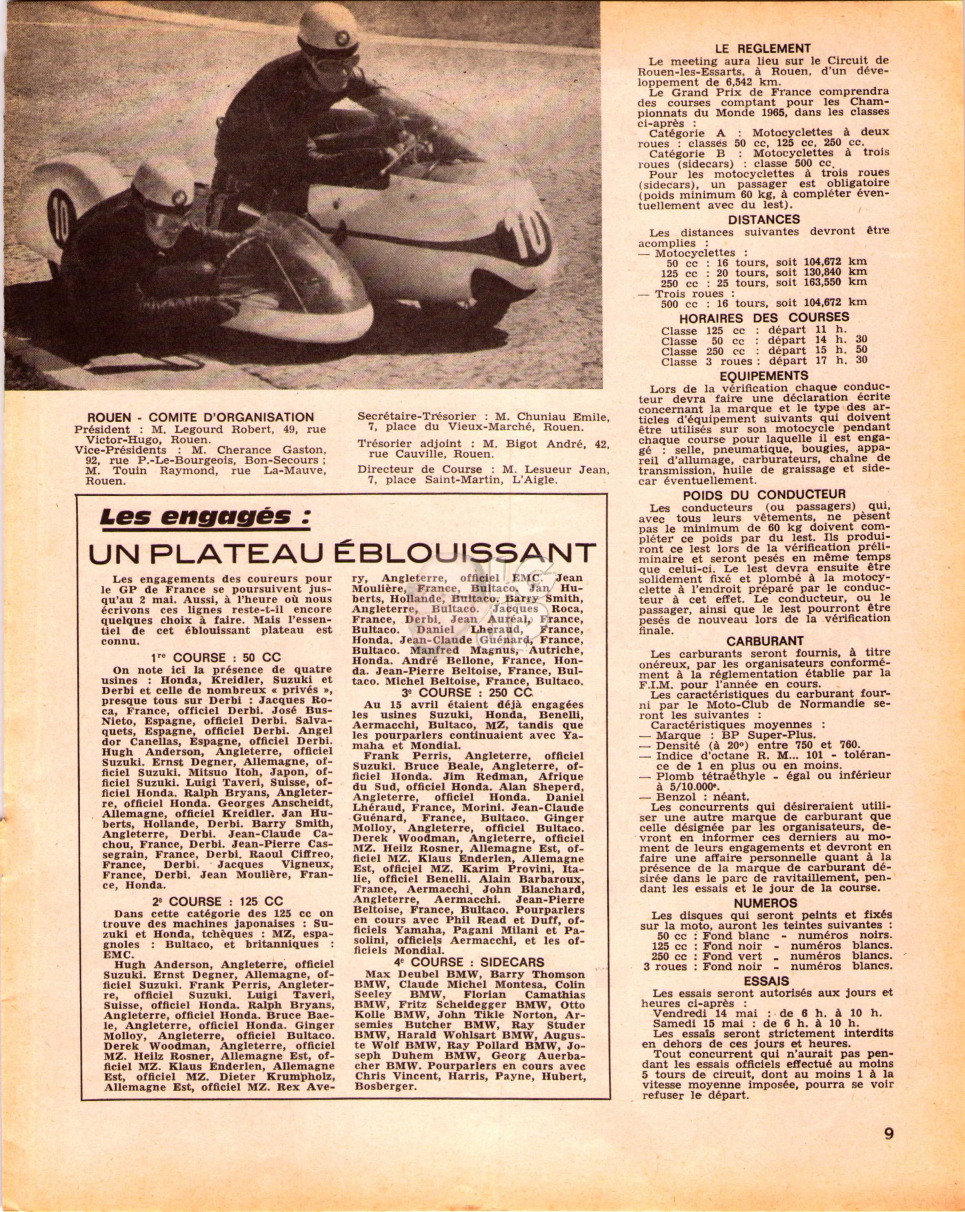 10
10
ROUEN - COMITE D'ORGANISATION
Président : M. Legourd Robert, 49, rue
Victor-Hugo, Rouen.
Vice-Présidents : M. Cherance Gaston,
92, rue P.-Le-Bourgeois, Bon-Secours ;
M. Touin Raymond, rue La-Mauve,
Rouen.
Secrétaire-Trésorier : M. Chuniau Emile,
7, place du Vieux-Marché, Rouen.
Trésorier adjoint : M. Bigot André, 42,
rue Cauville, Rouen.
Directeur de Course : M. Lesueur Jean,
7, place Saint-Martin, L'Aigle.
Les engagés :
UN PLATEAU ÉBLOUISSANT
Les engagements des coureurs pour
le GP de France se poursuivent jus-
qu'au 2 mai. Aussi, à l'heure où nous
écrivons ces lignes reste-t-il encore
quelques choix à faire. Mais l'essen-
tiel de cet éblouissant plateau est
connu.
1re COURSE : 50 CC
On note ici la présence de quatre
usines : Honda, Kreidler, Suzuki et
Derbi et celle de nombreux « privés »,
presque tous sur Derbi : Jacques Ro-
ca, France, officiel Derbi. José Bus-
Nieto, Espagne, officiel Derbi. Salva-
quets, Espagne, officiel Derbi. Angel
dor Canellas, Espagne, officiel Derbi.
Hugh Anderson, Angleterre, officiel
Suzuki. Ernst Degner, Allemagne, of-
ficiel Suzuki. Mitsuo Itoh, Japon, of-
ficiel Suzuki. Luigi Taveri, Suisse, of-
ficiel Honda. Ralph Bryans, Angleter-
re, officiel Honda. Georges Anscheidt,
Allemagne, officiel Kreidler. Jan Hu-
berts, Hollande, Derbi. Barry Smith,
Angleterre, Derbi. Jean-Claude Ca-
chou, France, Derbi. Jean-Pierre Cas-
segrain, France, Derbi. Raoul Ciffreo,
France, Derbi. Jacques Vigneux,
France, Derbi. Jean Moulière, Fran-
ce, Honda.
2e COURSE : 125 CC
Dans cette catégorie des 125 cc on
trouve des machines japonaises : Su-
zuki et Honda, tchèques : MZ, espa-
gnoles : Bultaco, et britanniques :
EMC.
Hugh Anderson, Angleterre, officiel
Suzuki. Ernst Degner, Allemagne, of-
ficiel Suzuki. Frank Perris, Angleter-
re, officiel Suzuki. Luigi Taveri,
Suisse, officiel Honda. Ralph Bryans,
Angleterre, officiel Honda. Bruce Bae-
le, Angleterre, officiel Honda. Ginger
Molloy, Angleterre, officiel Bultaco.
Derek Woodman, Angleterre, officiel
MZ. Heilz Rosner, Allemagne Est, of-
ficiel MZ. Klaus Enderlen, Allemagne
Est, officiel MZ. Dieter Krumpholz,
Allemagne Est, officiel MZ. Rex Ave-
ry, Angleterre, officiel EMC. Jean
Moulière, France, Bultaco, Jan Hu-
berts, Hollande, Bultaco. Barry Smith,
Angleterre, Bultaco. Jacques Roca,
France, Derbi, Jean Auréal, France,
Bultaco. Daniel Lhéraud, France,
Honda. Jean-Claude Guénard, France,
Bultaco. Manfred Magnus, Autriche,
Honda. André Bellone, France, Hon-
da. Jean-Pierre Beltoise, France, Bul-
taco. Michel Beltoise, France, Bultaco.
3e COURSE : 250 CC
Au 15 avril étaient déjà engagées
les usines Suzuki, Honda, Benelli,
Aermacchi, Bultaco, MZ, tandis que
les pourparlers continuaient avec Ya-
maha et Mondial.
Frank Perris, Angleterre, officiel
Suzuki. Bruce Beale, Angleterre, of-
ficiel Honda. Jim Redman, Afrique
du Sud, officiel Honda. Alan Sheperd,
Angleterre, officiel Honda. Daniel
Lhéraud, France, Morini. Jean-Claude
Guénard, France, Bultaco. Ginger
Molloy, Angleterre, officiel Bultaco.
Derek Woodman, Angleterre, officiel
MZ. Heilz Rosner, Allemagne Est, of-
ficiel MZ. Klaus Enderlen, Allemagne
Est, officiel MZ. Karim Provini, Ita-
lie, officiel Benelli. Alain Barbaroux,
France, Aermacchi. John Blanchard,
Angleterre, Aermacchi. Jean-Pierre
Beltoise, France, Bultaco. Pourparlers
en cours avec Phil Read et Duff, of-
ficiels Yamaha, Pagani Milani et Pa-
solini, officiels Aermacchi, et les of-
ficiels Mondial.
4e COURSE : SIDECARS
Max Deubel BMW, Barry Thomson
BMW, Claude Michel Montesa, Colin
Seeley BMW, Florian Camathias
BMW, Fritz Scheidegger BMW, Otto
Kolle BMW, John Tikle Norton, Ar-
semies Butcher BMW, Ray Studer
BMW, Harald Wohlsart BMW, Augus-
te Wolf BMW, Ray Pollard BMW, Jo-
seph Duhem BMW, Georg Auerba-
cher BMW. Pourparlers en cours avec
Chris Vincent, Harris, Payne, Hubert,
Bosberger.
LE REGLEMENT
Le meeting aura lieu sur le Circuit de
Rouen-les-Essarts, à Rouen, d'un déve-
loppement de 6,542 km.
Le Grand Prix de France comprendra
des courses comptant pour les Cham-
pionnats du Monde 1965, dans les classes
ci-après :
Catégorie A : Motocyclettes à deux
roues : classes 50 cc, 125 cc, 250 cc.
Catégorie B : Motocyclettes à trois
roues (sidecars) : classe 500 cc.
Pour les motocyclettes à trois roues
(sidecars), un passager est obligatoire
(poids minimum 60 kg, à compléter éven-
tuellement avec du lest).
DISTANCES
Les distances suivantes devront être
acomplies :
— Motocyclettes :
50 cc : 16 tours, soit 104,672 km
125 cc : 20 tours, soit 130,840 km
250 cc : 25 tours, soit 163,550 km
— Trois roues :
500 cc : 16 tours, soit 104,672 km
HORAIRES DES COURSES
Classe 125 cc : départ 11 h.
Classe 50 cc : départ 14 h. 30
Classe 250 cc : départ 15 h. 50
Classe 3 roues : départ 17 h. 30
EQUIPEMENTS
Lors de la vérification chaque conduc-
teur devra faire une déclaration écrite
concernant la marque et le type des ar-
ticles d'équipement suivants qui doivent
être utilisés sur son motocycle pendant
chaque course pour laquelle il est enga-
gé : selle, pneumatique, bougies, appa-
reil d'allumage, carburateurs, chaîne de
transmission, huile de graissage et side-
car éventuellement.
POIDS DU CONDUCTEUR
Les conducteurs (ou passagers) qui,
avec tous leurs vêtements, ne pèsent
pas le minimum de 60 kg doivent com-
pléter ce poids par du lest. Ils produi-
ront ce lest lors de la vérification préli-
minaire et seront pesés en même temps
que celui-ci. Le lest devra ensuite être
solidement fixé et plombé à la motocy-
clette à l'endroit préparé par le conduc-
teur à cet effet. Le conducteur, ou le
passager, ainsi que le lest pourront être
pesés de nouveau lors de la vérification
finale.
CARBURANT
Les carburants seront fournis, à titre
onéreux, par les organisateurs conformé-
ment à la réglementation établie par la
F.I.M. pour l'année en cours.
Les caractéristiques du carburant four-
ni par le Moto-Club de Normandie se-
ront les suivantes :
Caractéristiques moyennes :
— Marque : BP Super-Plus.
— Densité (à 20°) entre 750 et 760.
— Indice d'octane R. M... 101 - toléran-
ce de 1 en plus ou en moins.
— Plomb tétraéthyle - égal ou inférieur
à 5/10.000e.
— Benzol : néant.
Les concurrents qui désireraient utili-
ser une autre marque de carburant que
celle désignée par les organisateurs, de-
vront en informer ces derniers au mo-
ment de leurs engagements et devront en
faire une affaire personnelle quant à la
présence de la marque de carburant dé-
sirée dans le parc de ravitaillement, pen-
dant les essais et le jour de la course.
NUMEROS
Les disques qui seront peints et fixés
sur la moto, auront les teintes suivantes :
50 cc : Fond blanc - numéros noirs.
125 cc : Fond noir - numéros blancs.
250 cc : Fond vert - numéros blancs.
3 roues : Fond noir - numéros blancs.
ESSAIS
Les essais seront autorisés aux jours et
heures ci-après :
Vendredi 14 mai : de 6 h. à 10 h.
Samedi 15 mai : de 6 h. à 10 h.
Les essais seront strictement interdits
en dehors de ces jours et heures.
Tout concurrent qui n'aurait pas pen-
dant les essais officiels effectué au moins
5 tours de circuit, dont au moins 1 à la
vitesse moyenne imposée, pourra se voir
refuser le départ.
9